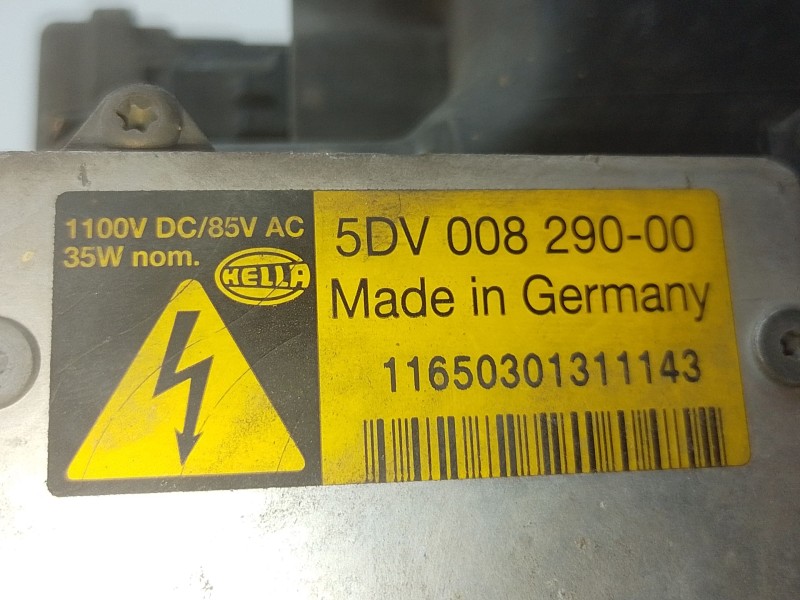 1100V DC/85V AC
35W nom.
HELLA
5DV 008 290-00
Made in Germany
11650301311143